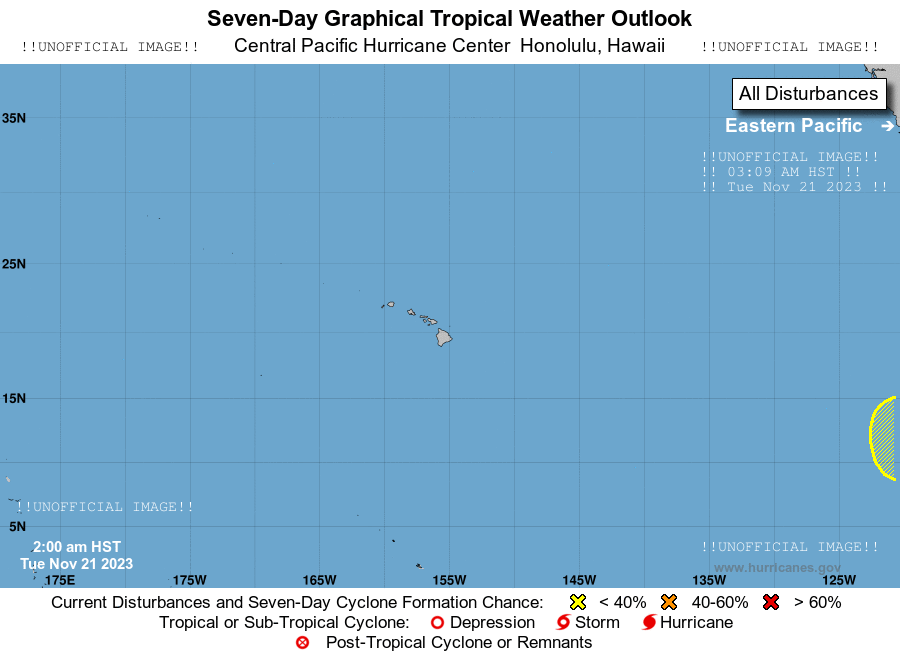 Seven-Day Graphical Tropical Weather Outlook
!!UNOFFICIAL IMAGE!! Central Pacific Hurricane Center Honolulu, Hawaii !!UNOFFICIAL IMAGE!!
All Disturbances
35N
Eastern Pacific →
!!UNOFFICIAL IMAGE!!
!! 03:09 AM HST !!
!! Tue Nov 21 2023 !!
25N
15N
!!UNOFFICIAL IMAGE!!
5N
2:00 am HST
!!UNOFFICIAL IMAGE!!
Tue Nov 21 2023
www.hurricanes.gov
175E 175W 165W 155W 145W 135W 125W
Current Disturbances and Seven-Day Cyclone Formation Chance: < 40% 40-60% > 60%
Tropical or Sub-Tropical Cyclone: Depression Storm Hurricane
Post-Tropical Cyclone or Remnants